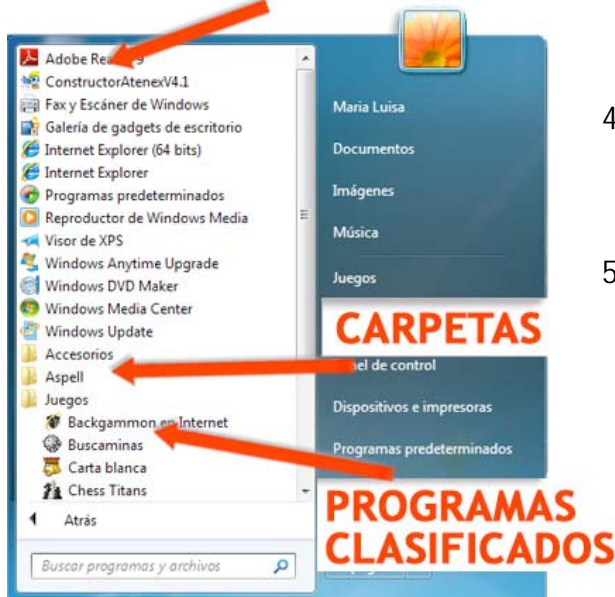 Adobe Re 9
ConstructorAtenexV4.1
Fax y Escáner de Windows
Galería de gadgets de escritorio
Internet Explorer (64 bits)
Internet Explorer
Programas predeterminados
Reproductor de Windows Media
Visor de XPS
Windows Anytime Upgrade
Windows DVD Maker
Windows Media Center
Windows Update
Accesorios
Aspell
Juegos
Backgammon en Internet
Buscaminas
Carta blanca
Chess Titans
Atrás
Buscar programas y archivos
Maria Luisa
Documentos
Imágenes
Música
Juegos
CARPETAS
de control
Dispositivos e impresoras
Programas predeterminados
PROGRAMAS
CLASIFICADOS
4
5